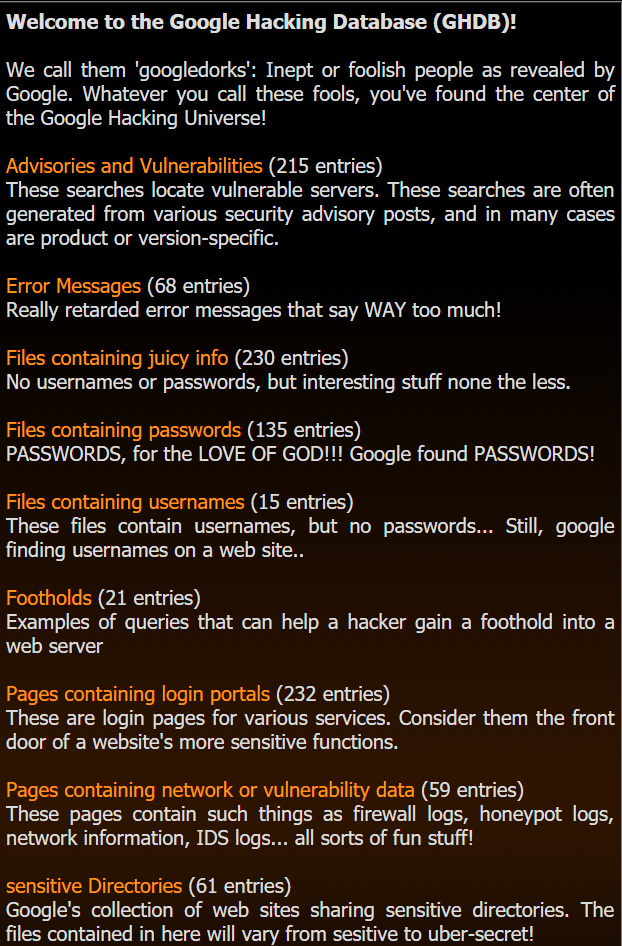 Welcome to the Google Hacking Database (GHDB)!
We call them 'googledorks': Inept or foolish people as revealed by
Google. Whatever you call these fools, you've found the center of
the Google Hacking Universe!
Advisories and Vulnerabilities (215 entries)
These searches locate vulnerable servers. These searches are often
generated from various security advisory posts, and in many cases
are product or version-specific.
Error Messages (68 entries)
Really retarded error messages that say WAY too much!
Files containing juicy info (230 entries)
No usernames or passwords, but interesting stuff none the less.
Files containing passwords (135 entries)
PASSWORDS, for the LOVE OF GOD!!! Google found PASSWORDS!
Files containing usernames (15 entries)
These files contain usernames, but no passwords... Still, google
finding usernames on a web site..
Footholds (21 entries)
Examples of queries that can help a hacker gain a foothold into a
web server
Pages containing login portals (232 entries)
These are login pages for various services. Consider them the front
door of a website's more sensitive functions.
Pages containing network or vulnerability data (59 entries)
These pages contain such things as firewall logs, honeypot logs,
network information, IDS logs... all sorts of fun stuff!
sensitive Directories (61 entries)
Google's collection of web sites sharing sensitive directories. The
files contained in here will vary from sesitive to uber-secret!